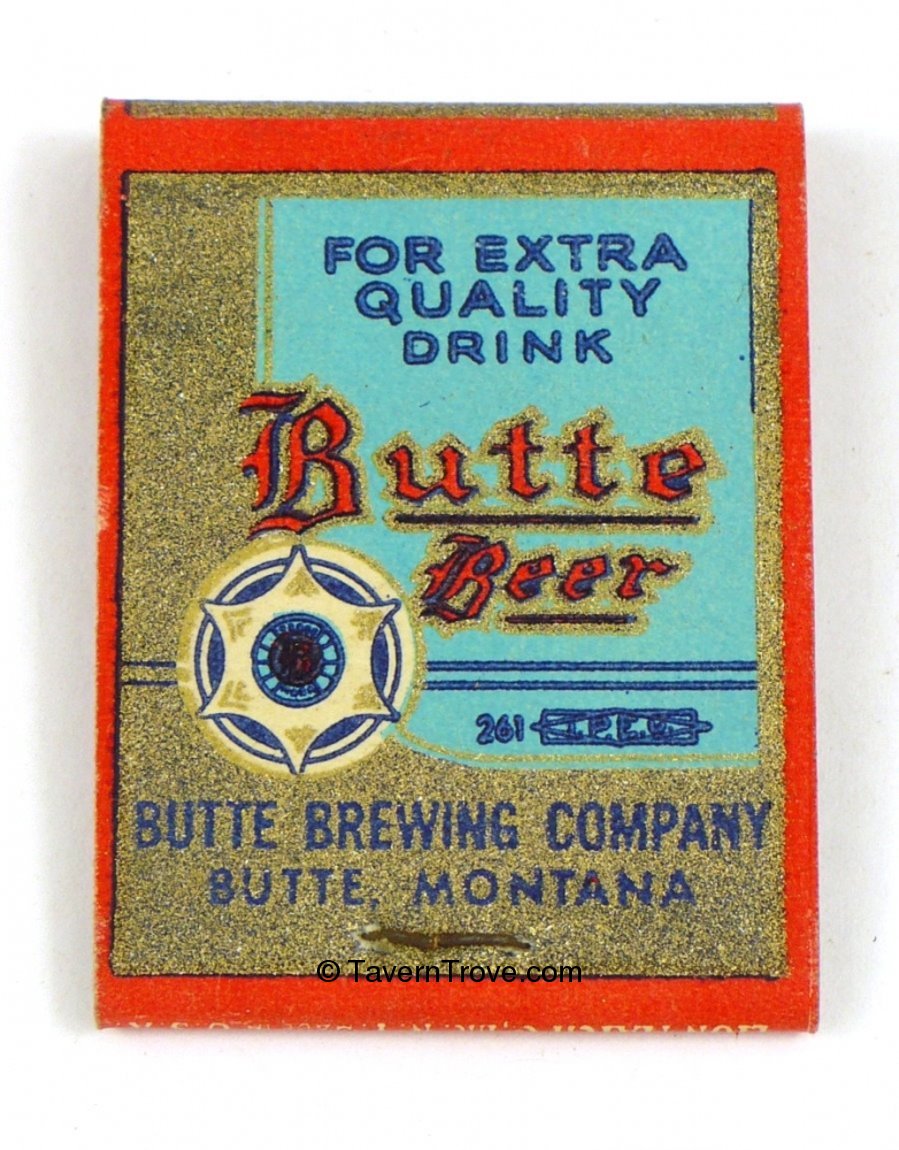 FOR EXTRA
QUALITY
DRINK
Butte
Beer
261 I.P.E.U.
BUTTE BREWING COMPANY
BUTTE, MONTANA
© TavernTrove.com